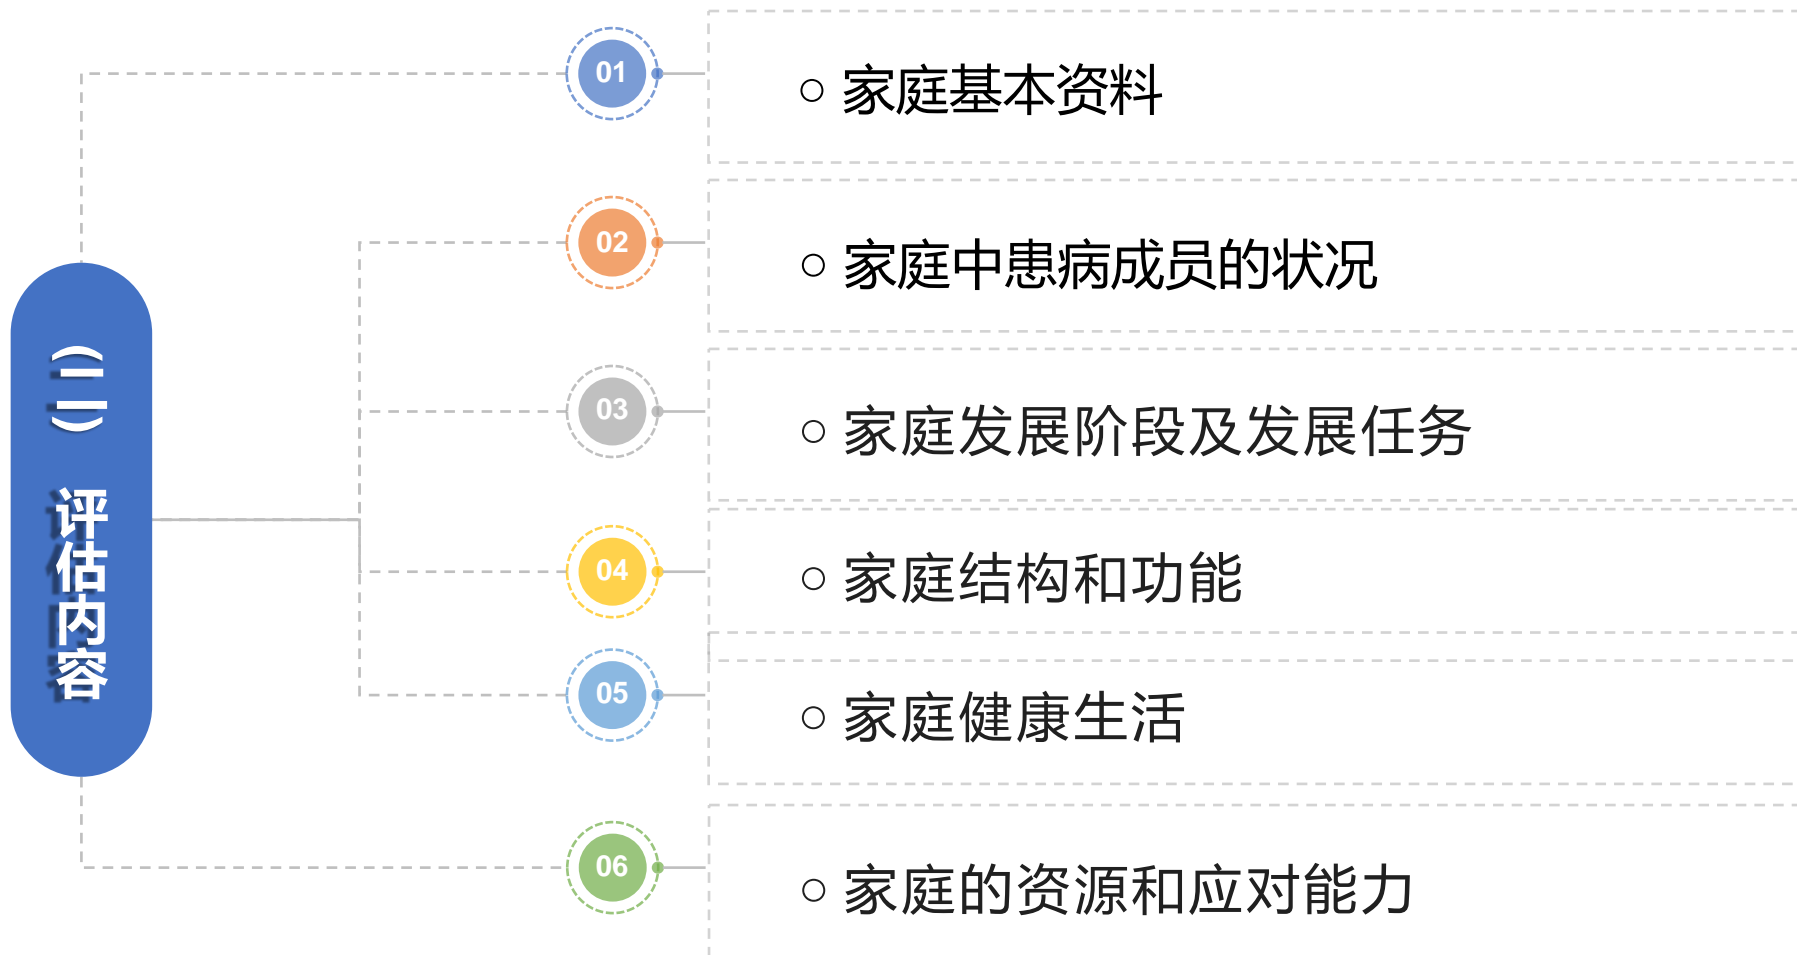 （二） 评估内容
01
○ 家庭基本资料
02
○ 家庭中患病成员的状况
03
○ 家庭发展阶段及发展任务
04
○ 家庭结构和功能
05
○ 家庭健康生活
06
○ 家庭的资源和应对能力